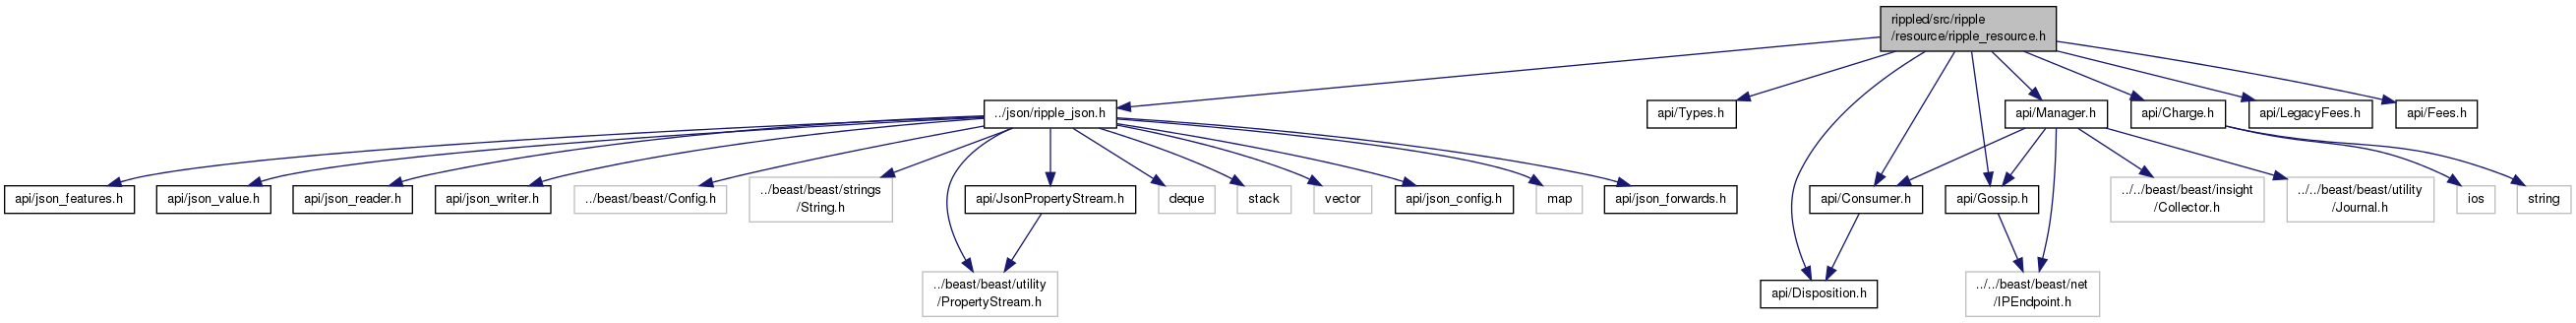 rippled/src/ripple
/resource/ripple_resource.h
../json/ripple_json.h
api/Types.h
api/Manager.h
api/Charge.h
api/LegacyFees.h
api/Fees.h
api/json_features.h
api/json_value.h
api/json_reader.h
api/json_writer.h
../beast/beast/Config.h
../beast/beast/strings
/String.h
api/JsonPropertyStream.h
deque
stack
vector
api/json_config.h
map
api/json_forwards.h
api/Consumer.h
api/Gossip.h
../../beast/beast/insight
/Collector.h
../../beast/beast/utility
/Journal.h
ios
string
../beast/beast/utility
/PropertyStream.h
api/Disposition.h
../../beast/beast/net
/IPEndpoint.h